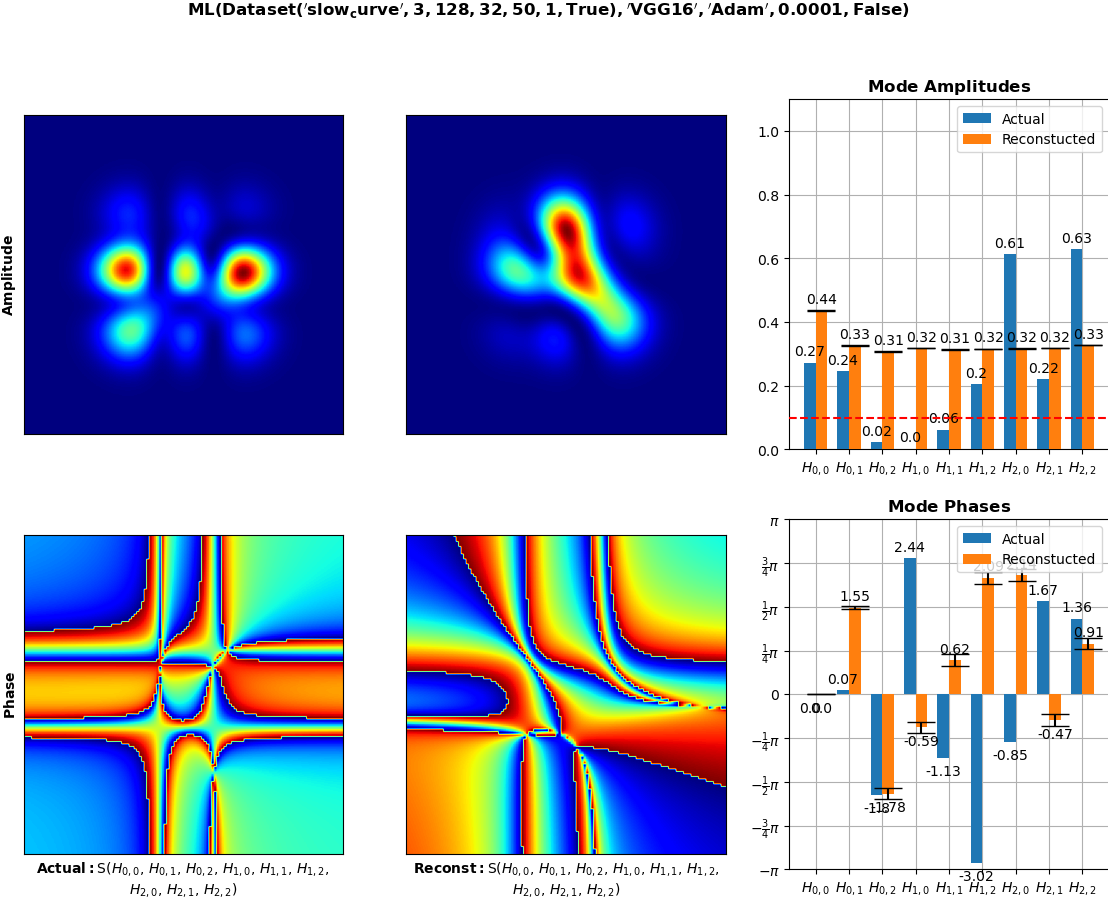 ML(Dataset('slow_curve', 3, 128, 32, 50, 1, True), 'VGG16', 'Adam', 0.0001, False)
Amplitude
Mode Amplitudes
Actual
Reconstucted
1.0
0.8
0.6
0.4
0.2
0.0
0.27 0.44 0.24 0.33 0.02 0.31 0.0 0.32 0.06 0.31 0.2 0.32 0.61 0.32 0.22 0.32 0.63 0.33
H0,0 H0,1 H0,2 H1,0 H1,1 H1,2 H2,0 H2,1 H2,2
Phase
Actual: S(H0,0, H0,1, H0,2, H1,0, H1,1, H1,2,
H2,0, H2,1, H2,2)
Reconst: S(H0,0, H0,1, H0,2, H1,0, H1,1, H1,2,
H2,0, H2,1, H2,2)
Mode Phases
Actual
Reconstucted
π
3/4π
1/2π
1/4π
0
−1/4π
−1/2π
−3/4π
−π
0.0 0.0 0.07 1.55 -1.78 2.44 -0.59 -1.13 0.62 -3.02 2.09 -0.85 1.67 -0.47 1.36 0.91
H0,0 H0,1 H0,2 H1,0 H1,1 H1,2 H2,0 H2,1 H2,2